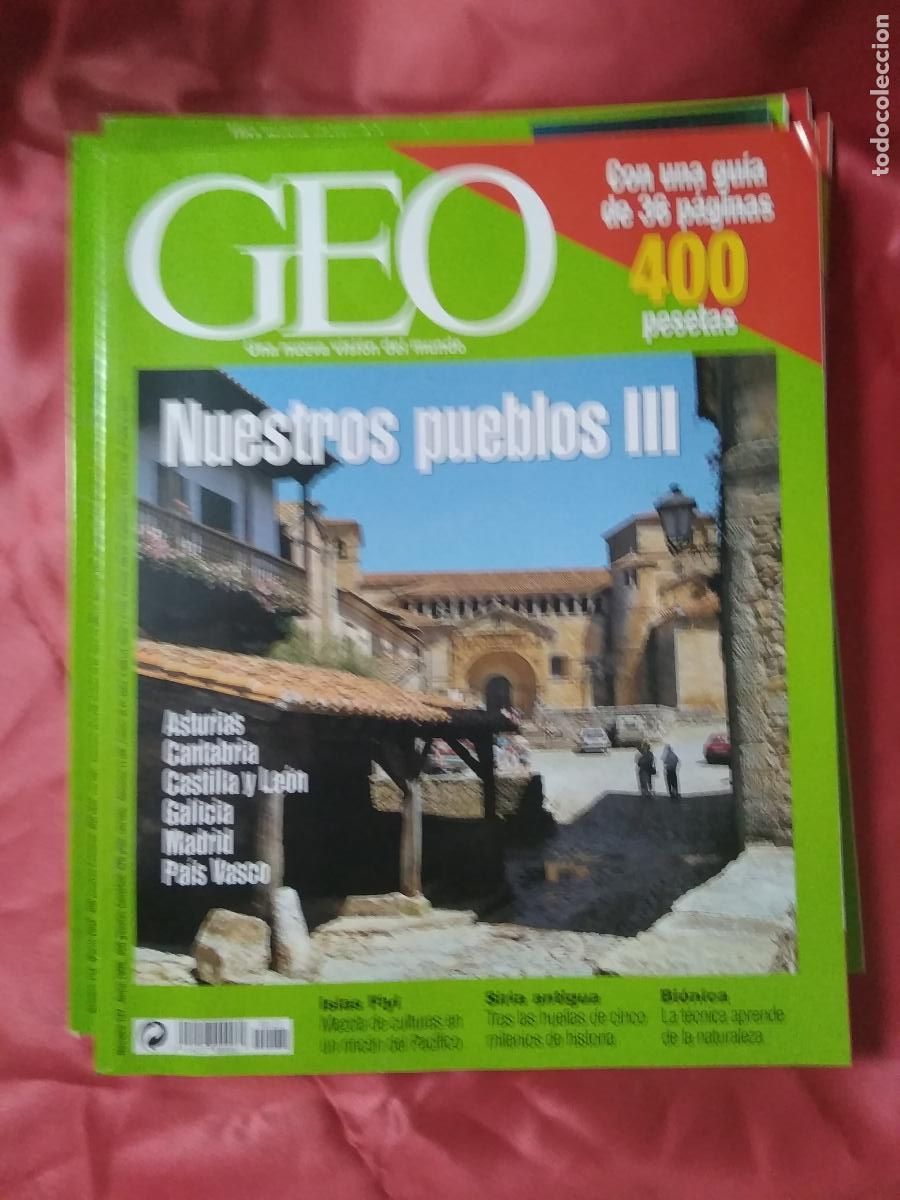 GEO
Una nueva visión del mundo
Con una guía
de 36 páginas
400
pesetas
Nuestros pueblos III
Asturias
Cantabria
Castilla y León
Galicia
Madrid
País Vasco
Islas Fiyi
Mezcla de culturas en
un rincón del Pacífico
Siria antigua
Tras las huellas de cinco
milenios de historia
Biónica
La técnica aprende
de la naturaleza
todocoleccion